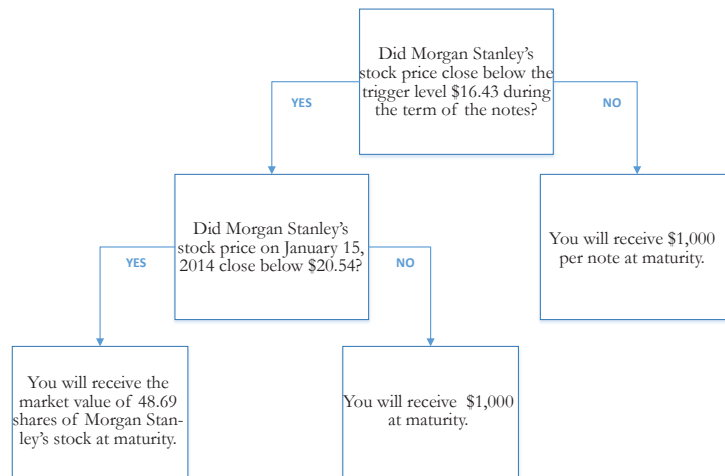 Did Morgan Stanley's
stock price close below the
trigger level $16.43 during
the term of the notes?
YES
NO
Did Morgan Stanley's
stock price on January 15,
2014 close below $20.54?
You will receive $1,000
per note at maturity.
YES
NO
You will receive the
market value of 48.69
shares of Morgan Stan-
ley's stock at maturity.
You will receive $1,000
at maturity.